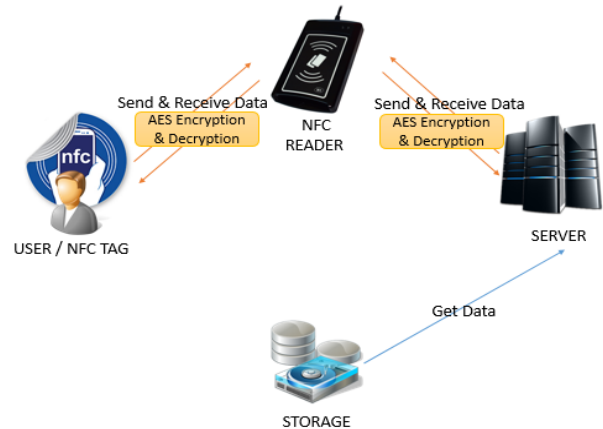 Send & Receive Data
AES Encryption
& Decryption
NFC
READER
Send & Receive Data
AES Encryption
& Decryption
nfc
USER / NFC TAG
SERVER
Get Data
STORAGE